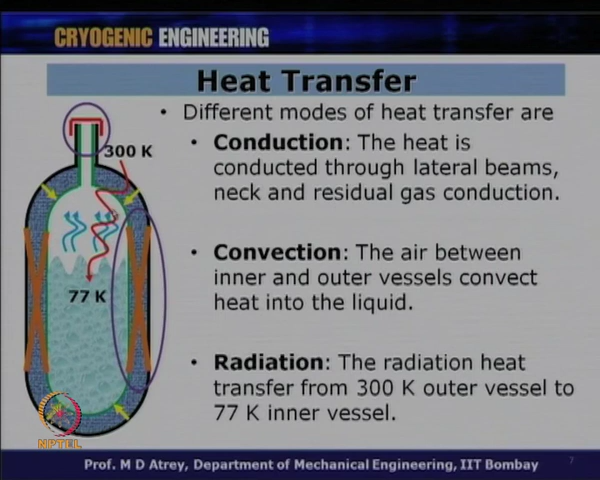 CRYOGENIC ENGINEERING
Heat Transfer
• Different modes of heat transfer are
• Conduction: The heat is
conducted through lateral beams,
neck and residual gas conduction.
• Convection: The air between
inner and outer vessels convect
heat into the liquid.
• Radiation: The radiation heat
transfer from 300 K outer vessel to
77 K inner vessel.
300 K
77 K
NPTEL
Prof. M D Atrey, Department of Mechanical Engineering, IIT Bombay
7